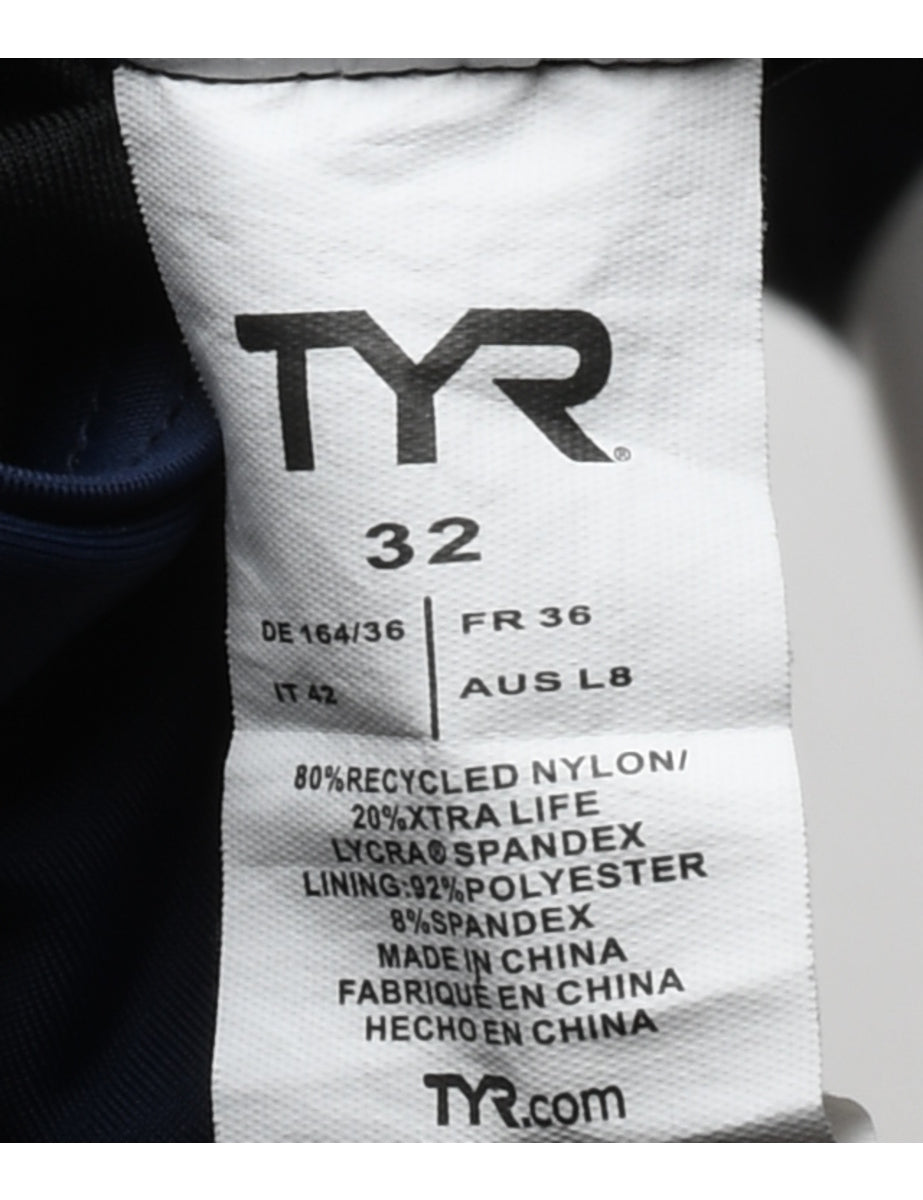 TYR®
32
DE 164/36
FR 36
IT 42
AUS L8
80%RECYCLED NYLON/
20%XTRA LIFE
LYCRA® SPANDEX
LINING:92%POLYESTER
8%SPANDEX
MADE IN CHINA
FABRIQUÉ EN CHINA
HECHO EN CHINA
TYR.com